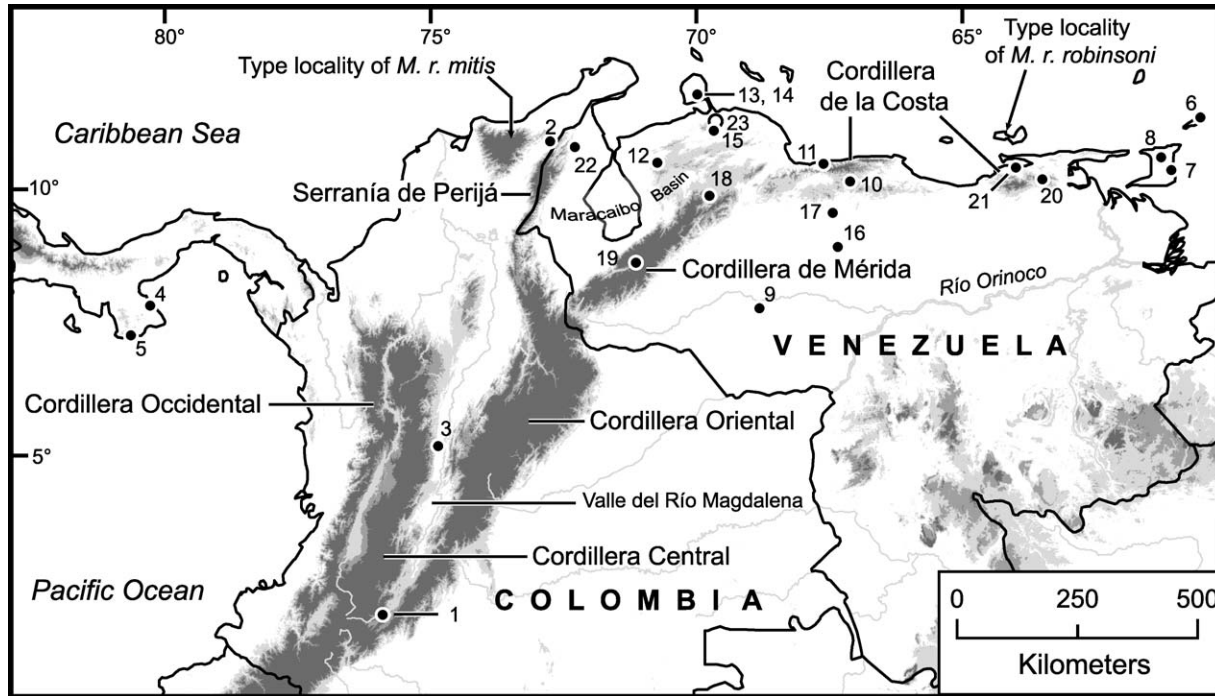 80°
75°
70°
65°
Type locality
of M. r. robinsoni
Type locality of M. r. mitis
Cordillera
de la Costa
Caribbean Sea
13, 14
6
2
23
15
8
22
12
11
7
10°
Serranía de Perijá
Maracaibo Basin
18
10
21
20
17
16
19
Cordillera de Mérida
Río Orinoco
4
9
5
VENEZUELA
Cordillera Occidental
3
Cordillera Oriental
5°
Valle del Río Magdalena
Cordillera Central
Pacific Ocean
1
COLOMBIA
0
250
500
Kilometers